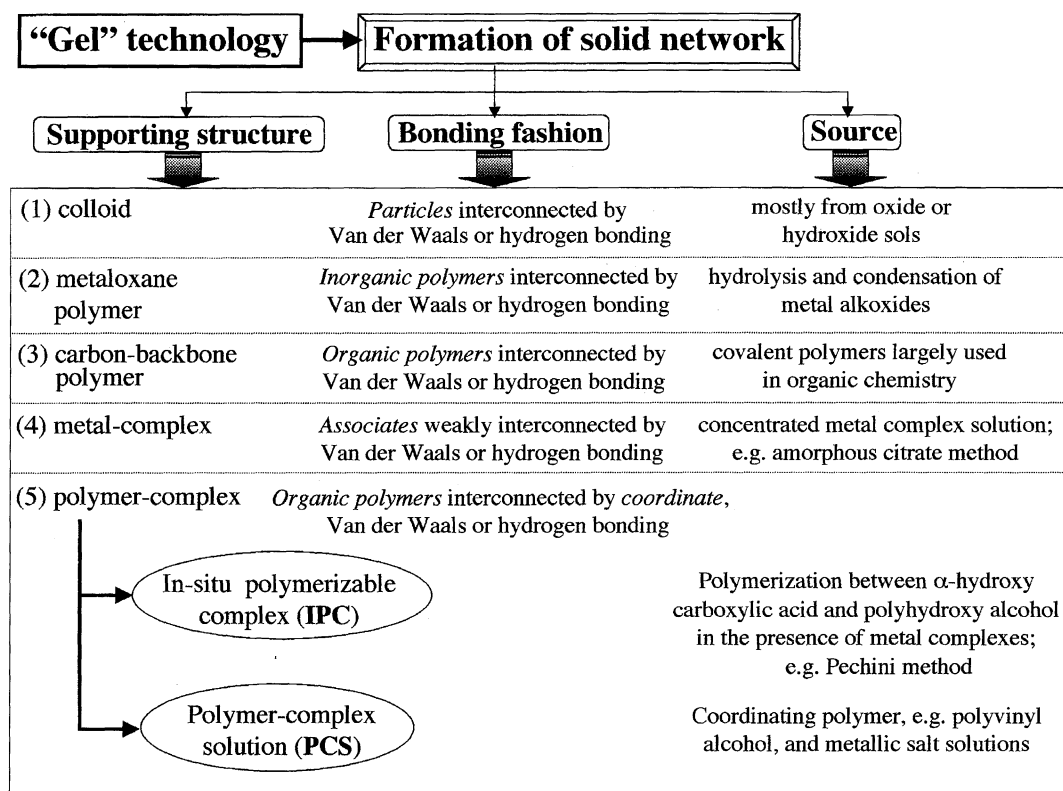 “Gel” technology
Formation of solid network
Supporting structure
Bonding fashion
Source
(1) colloid
Particles interconnected by
Van der Waals or hydrogen bonding
mostly from oxide or
hydroxide sols
(2) metaloxane
polymer
Inorganic polymers interconnected by
Van der Waals or hydrogen bonding
hydrolysis and condensation of
metal alkoxides
(3) carbon-backbone
polymer
Organic polymers interconnected by
Van der Waals or hydrogen bonding
covalent polymers largely used
in organic chemistry
(4) metal-complex
Associates weakly interconnected by
Van der Waals or hydrogen bonding
concentrated metal complex solution;
e.g. amorphous citrate method
(5) polymer-complex
Organic polymers interconnected by coordinate,
Van der Waals or hydrogen bonding
In-situ polymerizable
complex (IPC)
Polymerization between α-hydroxy
carboxylic acid and polyhydroxy alcohol
in the presence of metal complexes;
e.g. Pechini method
Polymer-complex
solution (PCS)
Coordinating polymer, e.g. polyvinyl
alcohol, and metallic salt solutions